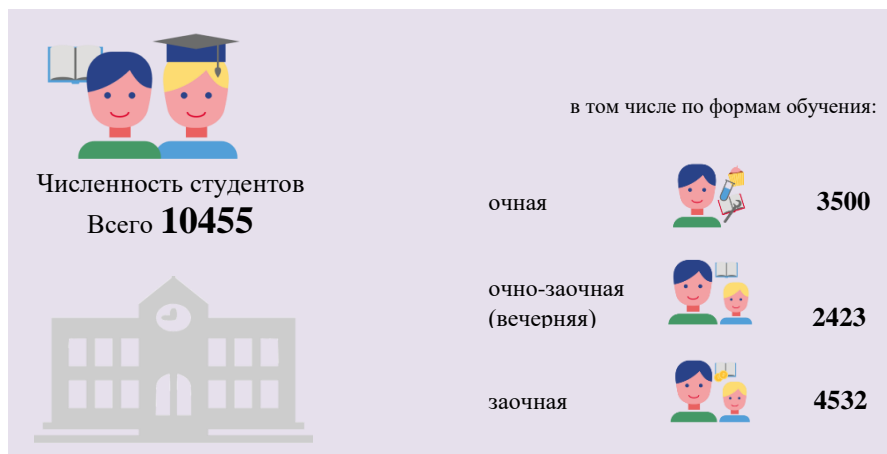 Численность студентов
Всего 10455
в том числе по формам обучения:
очная 3500
очно-заочная
(вечерняя) 2423
заочная 4532